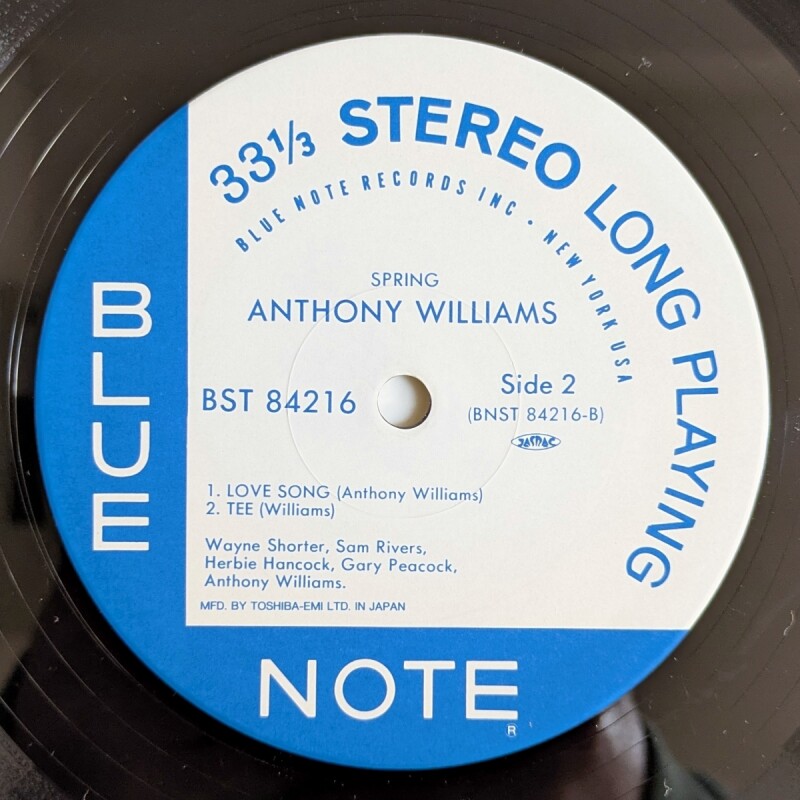 33⅓ STEREO LONG PLAYING
BLUE NOTE RECORDS INC · NEW YORK USA
SPRING
ANTHONY WILLIAMS
BST 84216
Side 2
(BNST 84216-B)
JASRAC
1. LOVE SONG (Anthony Williams)
2. TEE (Williams)
Wayne Shorter, Sam Rivers,
Herbie Hancock, Gary Peacock,
Anthony Williams.
MFD. BY TOSHIBA-EMI LTD. IN JAPAN
BLUE
NOTE
®